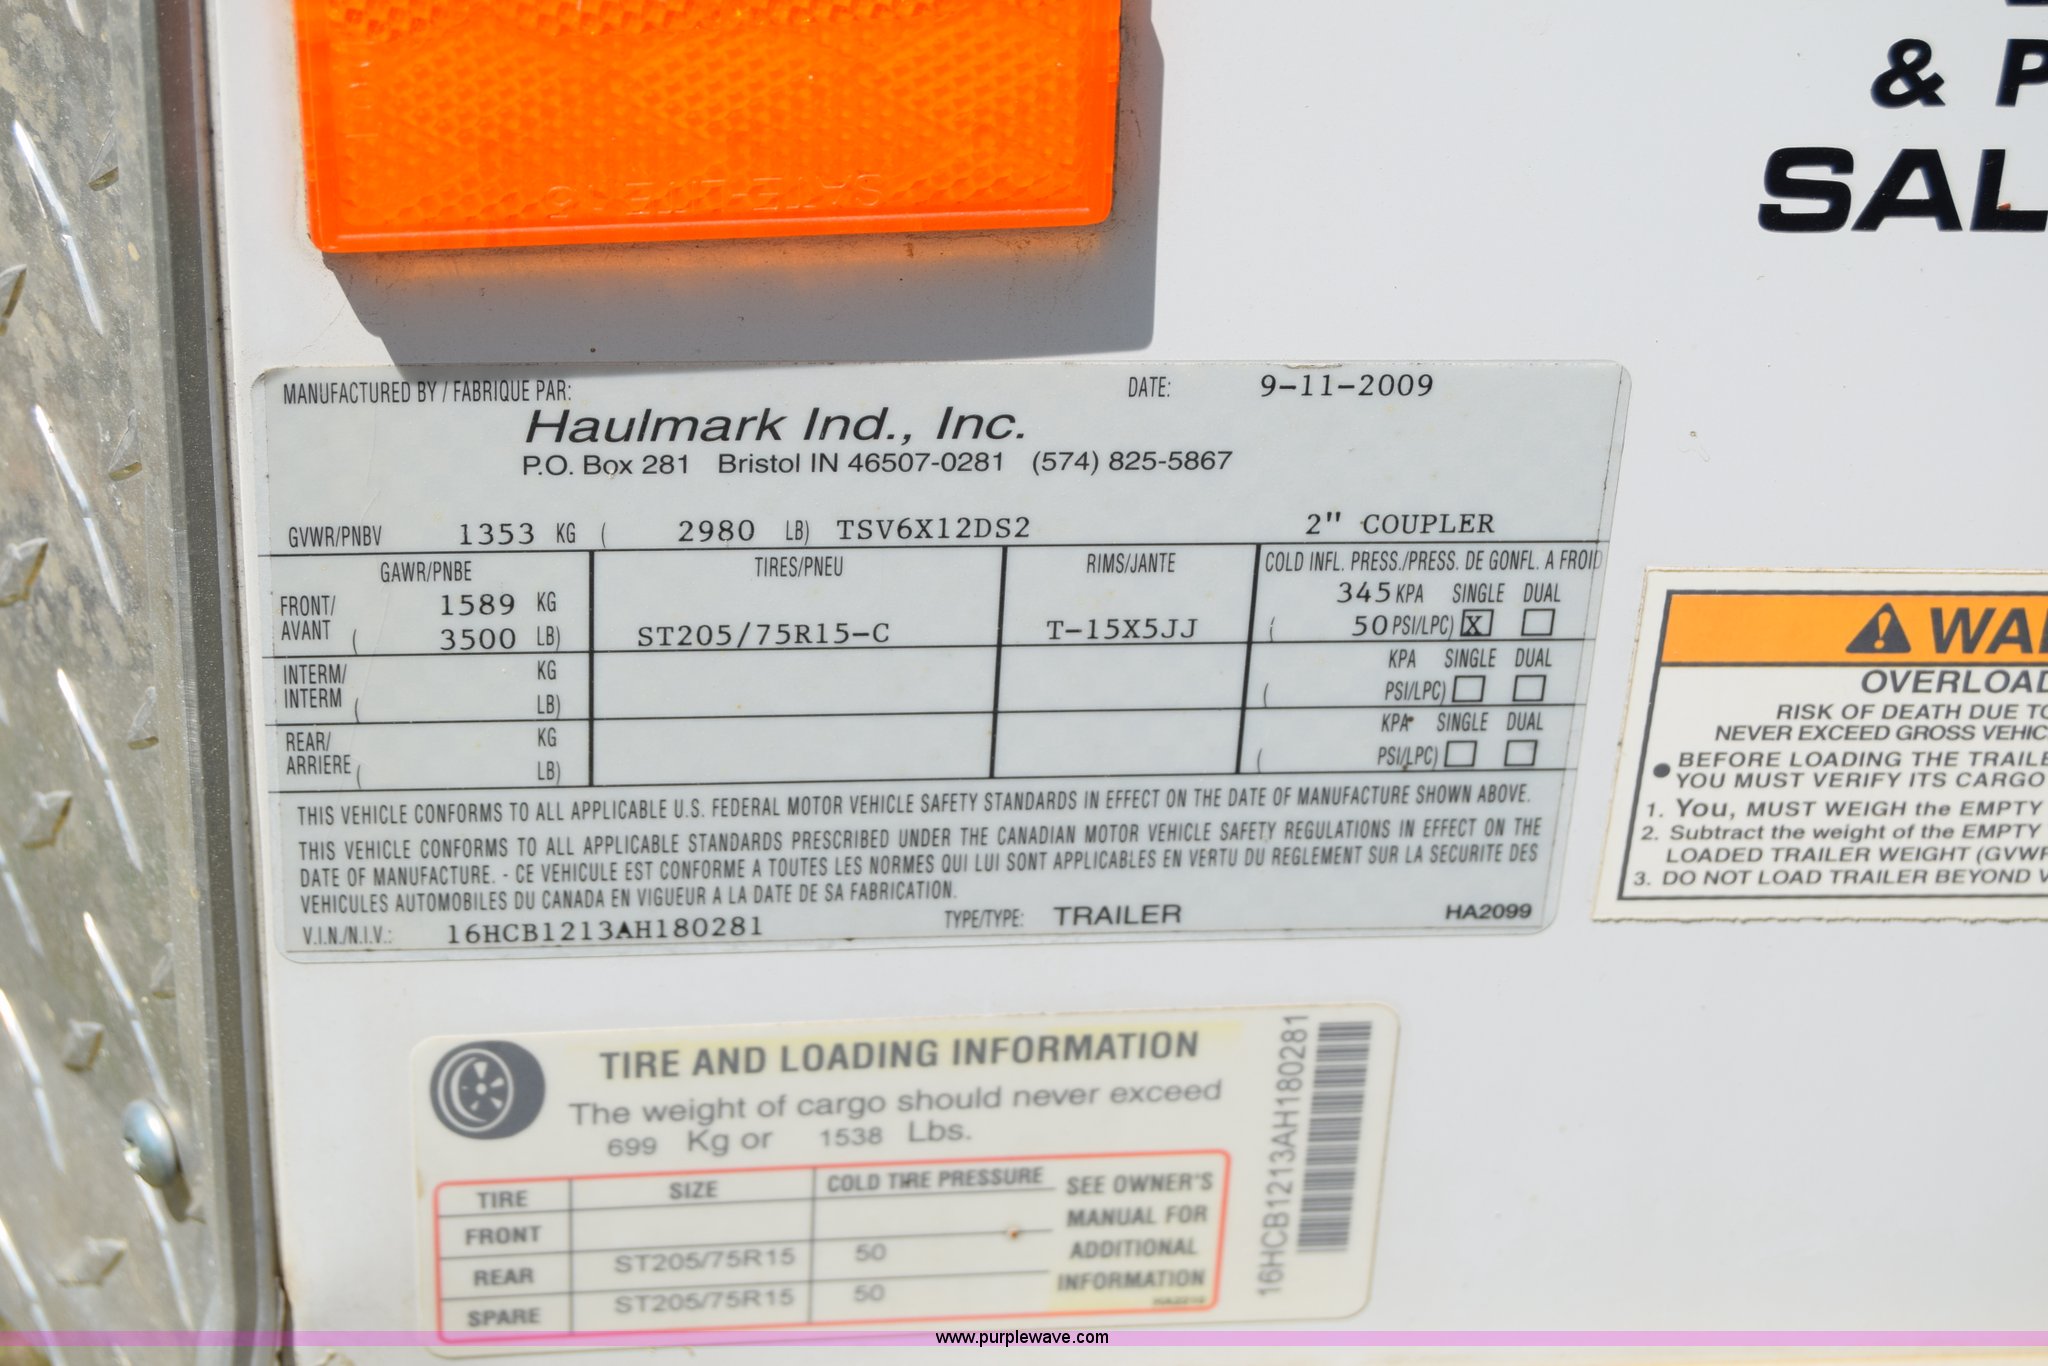 & P
SAL
SAVE-LITE
MANUFACTURED BY / FABRIQUE PAR:
DATE: 9-11-2009
Haulmark Ind., Inc.
P.O. Box 281 Bristol IN 46507-0281 (574) 825-5867
GVWR/PNBV 1353 KG ( 2980 LB) TSV6X12DS2 2" COUPLER
GAWR/PNBE TIRES/PNEU RIMS/JANTE COLD INFL. PRESS./PRESS. DE GONFL. A FROID
FRONT/ 1589 KG 345 KPA SINGLE DUAL
AVANT ( 3500 LB) ST205/75R15-C T-15X5JJ ( 50 PSI/LPC) X
INTERM/ KG KPA SINGLE DUAL
INTERM ( LB) ( PSI/LPC)
REAR/ KG KPA SINGLE DUAL
ARRIERE ( LB) ( PSI/LPC)
THIS VEHICLE CONFORMS TO ALL APPLICABLE U.S. FEDERAL MOTOR VEHICLE SAFETY STANDARDS IN EFFECT ON THE DATE OF MANUFACTURE SHOWN ABOVE.
THIS VEHICLE CONFORMS TO ALL APPLICABLE STANDARDS PRESCRIBED UNDER THE CANADIAN MOTOR VEHICLE SAFETY REGULATIONS IN EFFECT ON THE
DATE OF MANUFACTURE. - CE VEHICULE EST CONFORME A TOUTES LES NORMES QUI LUI SONT APPLICABLES EN VERTU DU REGLEMENT SUR LA SECURITE DES
VEHICULES AUTOMOBILES DU CANADA EN VIGUEUR A LA DATE DE SA FABRICATION.
V.I.N./N.I.V.: 16HCB1213AH180281 TYPE/TYPE: TRAILER HA2099
WA
OVERLOAD
RISK OF DEATH DUE TO
NEVER EXCEED GROSS VEHIC
● BEFORE LOADING THE TRAILE
YOU MUST VERIFY ITS CARGO
1. You, MUST WEIGH the EMPTY
2. Subtract the weight of the EMPTY
LOADED TRAILER WEIGHT (GVWR
3. DO NOT LOAD TRAILER BEYOND V
TIRE AND LOADING INFORMATION
The weight of cargo should never exceed
699 Kg or 1538 Lbs.
TIRE SIZE COLD TIRE PRESSURE
FRONT
REAR ST205/75R15 50
SPARE ST205/75R15 50
SEE OWNER'S
MANUAL FOR
ADDITIONAL
INFORMATION
16HCB1213AH180281
www.purplewave.com